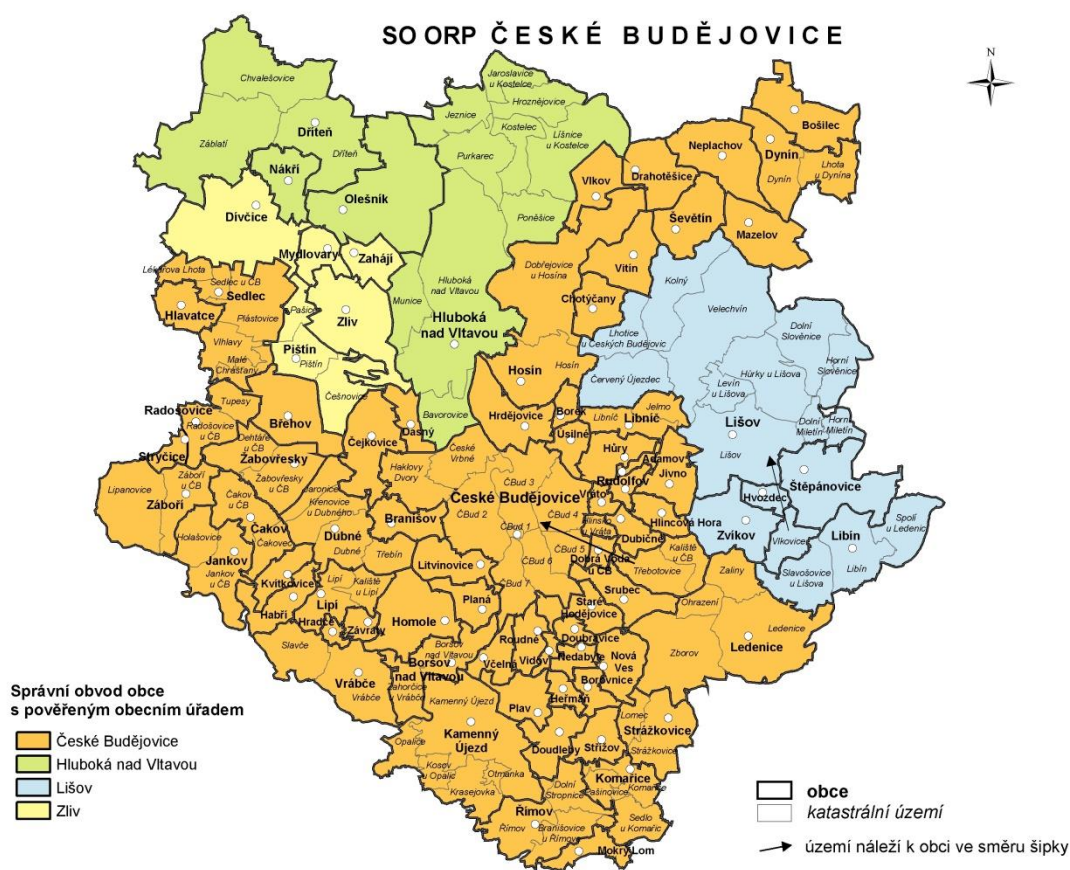 SO ORP ČESKÉ BUDĚJOVICE
N
Jaroslavice
u Kostelce
Chvalešovice
Hroznějovice
Jeznice
Kostelec
Líšnice
u Kostelce
Bošilec
Dříteň
Záblatí
Dříteň
Purkarec
Neplachov
Dynín
Dynín
Lhota
u Dynína
Nákří
Drahotěšice
Vlkov
Olešník
Poněšice
Ševětín
Mazelov
Dívčice
Mydlovary
Zahájí
Dobřejovice
u Hosína
Vitín
Lékařova Lhota
Sedlec u ČB
Sedlec
Kolný
Hluboká
nad Vltavou
Munice
Velechvín
Pašice
Plástovice
Hlavatce
Zliv
Chotýčany
Hluboká
nad Vltavou
Dolní
Slověnice
Lhotice
u Českých Budějovic
Vlhavy
Malé
Chrášťany
Pištín
Pištín
Hosín
Hosín
Horní
Slověnice
Hůrky u Lišova
Levín
u Lišova
Červený Újezdec
Češnovice
Bavorovice
Tupesy
Radošovice
Radošovice
u ČB
Břehov
Hrdějovice
Borek
Libníč
Libníč
Jelmo
Lišov
Lišov
Dolní
Miletín
Horní
Miletín
Dasný
Čejkovice
Úsilné
Dehtáře
u ČB
Stryčice
České
Vrbné
Hůry
Adamov
Jivno
Žabovřesky
Žabovřesky
u ČB
Haklovy
Dvory
ČBud 3
Rudolfov
Štěpánovice
Lipanovice
Záboří
u ČB
Záboří
Čakov
u ČB
Jaronice
Křenovice
u Dubného
České Budějovice
ČBud 2
ČBud 4
ČBud 1
Vráto
Hlinsko
u Vráta
Hvozdec
Hlincová Hora
Zvíkov
Spolí
u Ledenic
Holašovice
Čakov
Čakovec
Branišov
Dubné
Dubné
Třebín
Dubičné
Vlkovice
Libín
Libín
Jankov
Jankov
u ČB
ČBud 5
ČBud 6
Dobrá Voda
u ČB
Kaliště
u ČB
Třebotovice
Zaliny
Slavošovice
u Lišova
Litvínovice
Kvítkovice
Lipí
Lipí
Kaliště
u Lipí
ČBud 7
Habří
Planá
Srubec
Ohrazení
Staré
Hodějovice
Hradce
Závraty
Homole
Ledenice
Ledenice
Slavče
Roudné
Doubravice
Boršov
nad Vltavou
Boršov
nad Vltavou
Včelná
Vidov
Nedabyle
Nová
Ves
Zborov
Vrábče
Vrábče
Zahorčice
u Vrábče
Borovnice
Heřmaň
Kamenný Újezd
Kamenný
Újezd
Plav
Lomec
Strážkovice
Strážkovice
Doudleby
Střížov
Opalice
Kosov
u Opalic
Otmanka
Krasejovka
Dolní
Stropnice
Komařice
Pašinovice
Komařice
Římov
Římov
Branišovice
u Římova
Sedlo
u Komařic
Mokrý Lom
Správní obvod obce
s pověřeným obecním úřadem
České Budějovice
Hluboká nad Vltavou
Lišov
Zliv
obce
katastrální území
území náleží k obci ve směru šipky